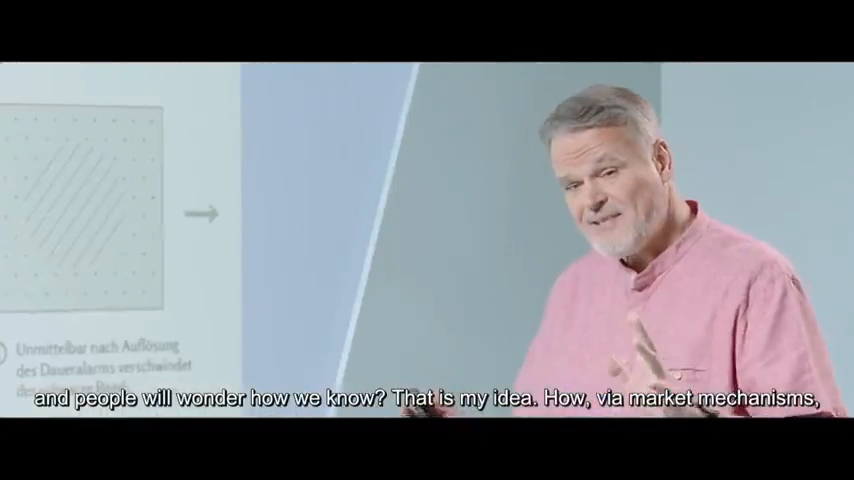 Unmittelbar nach Auflösung
des Daueralarms verschwindet
and people will wonder how we know? That is my idea. How, via market mechanisms,